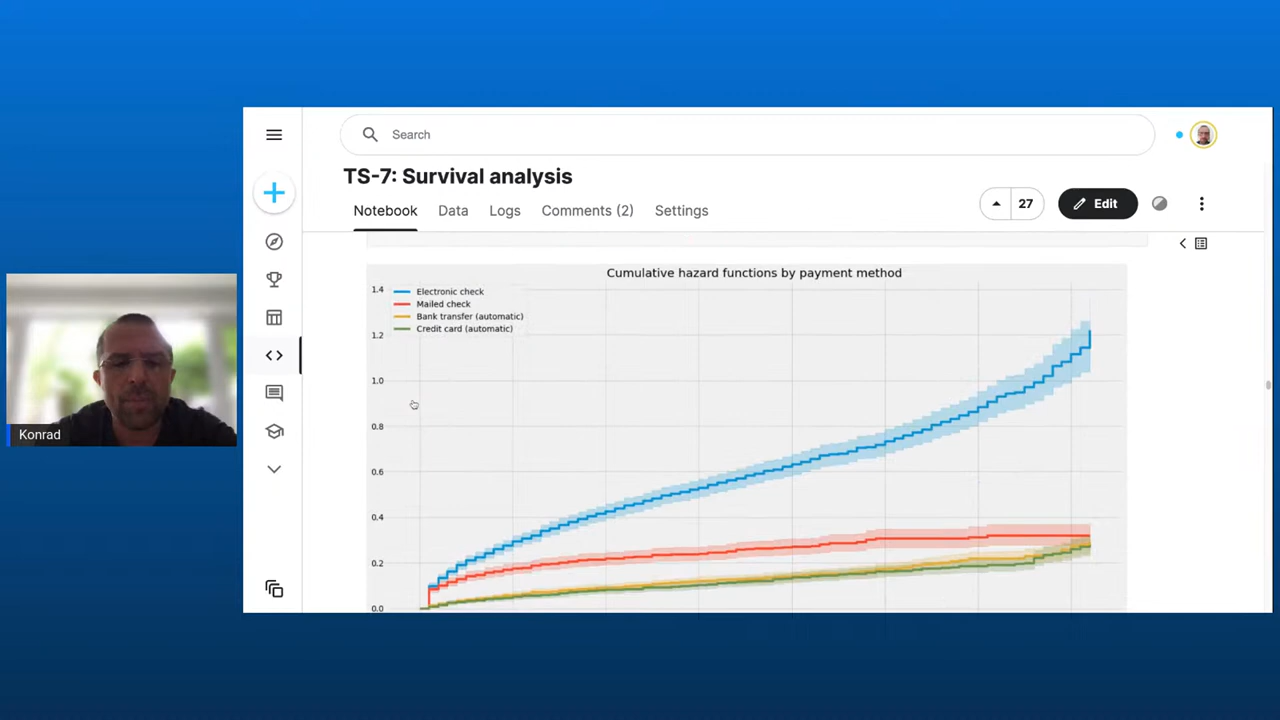 Search
TS-7: Survival analysis
Notebook
Data
Logs
Comments (2)
Settings
27
Edit
Cumulative hazard functions by payment method
1.4
1.2
1.0
0.8
0.6
0.4
0.2
0.0
Electronic check
Mailed check
Bank transfer (automatic)
Credit card (automatic)
Konrad